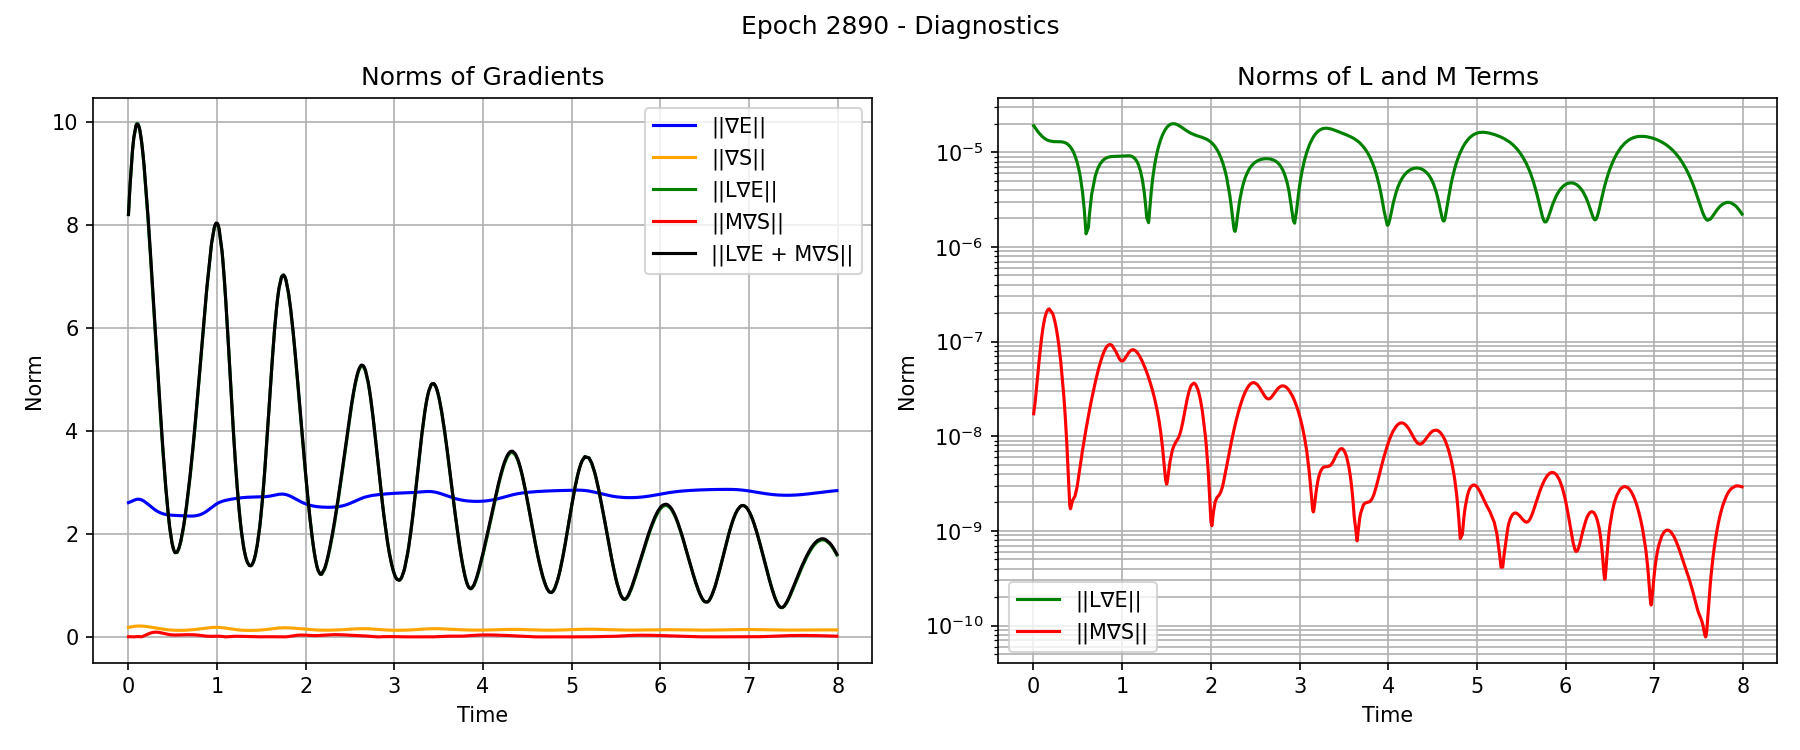 Epoch 2890 - Diagnostics
Norms of Gradients
Norm
10
8
6
4
2
0
||∇E||
||∇S||
||L∇E||
||M∇S||
||L∇E + M∇S||
0 1 2 3 4 5 6 7 8
Time
Norms of L and M Terms
Norm
10⁻⁵
10⁻⁶
10⁻⁷
10⁻⁸
10⁻⁹
10⁻¹⁰
||L∇E||
||M∇S||
0 1 2 3 4 5 6 7 8
Time